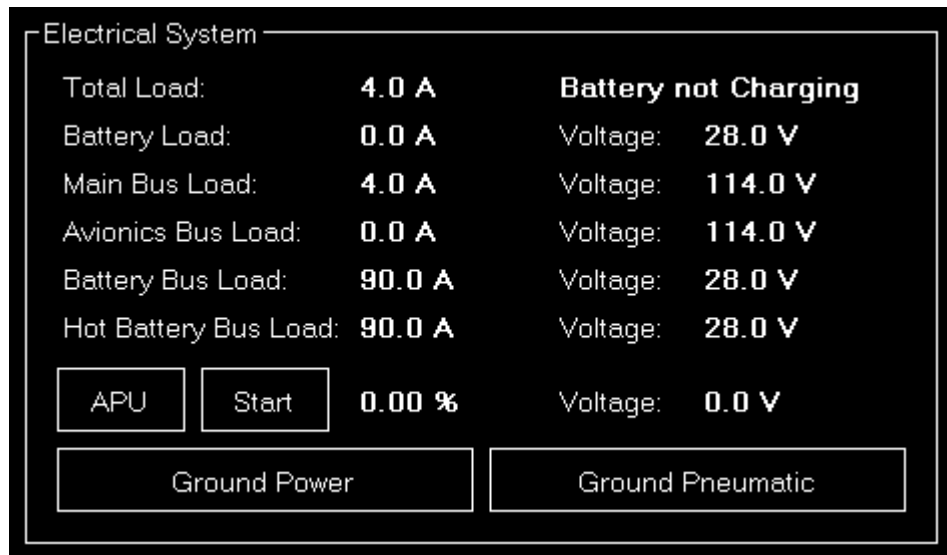 Electrical System
Total Load: 4.0 A Battery not Charging
Battery Load: 0.0 A Voltage: 28.0 V
Main Bus Load: 4.0 A Voltage: 114.0 V
Avionics Bus Load: 0.0 A Voltage: 114.0 V
Battery Bus Load: 90.0 A Voltage: 28.0 V
Hot Battery Bus Load: 90.0 A Voltage: 28.0 V
APU Start 0.00 % Voltage: 0.0 V
Ground Power Ground Pneumatic